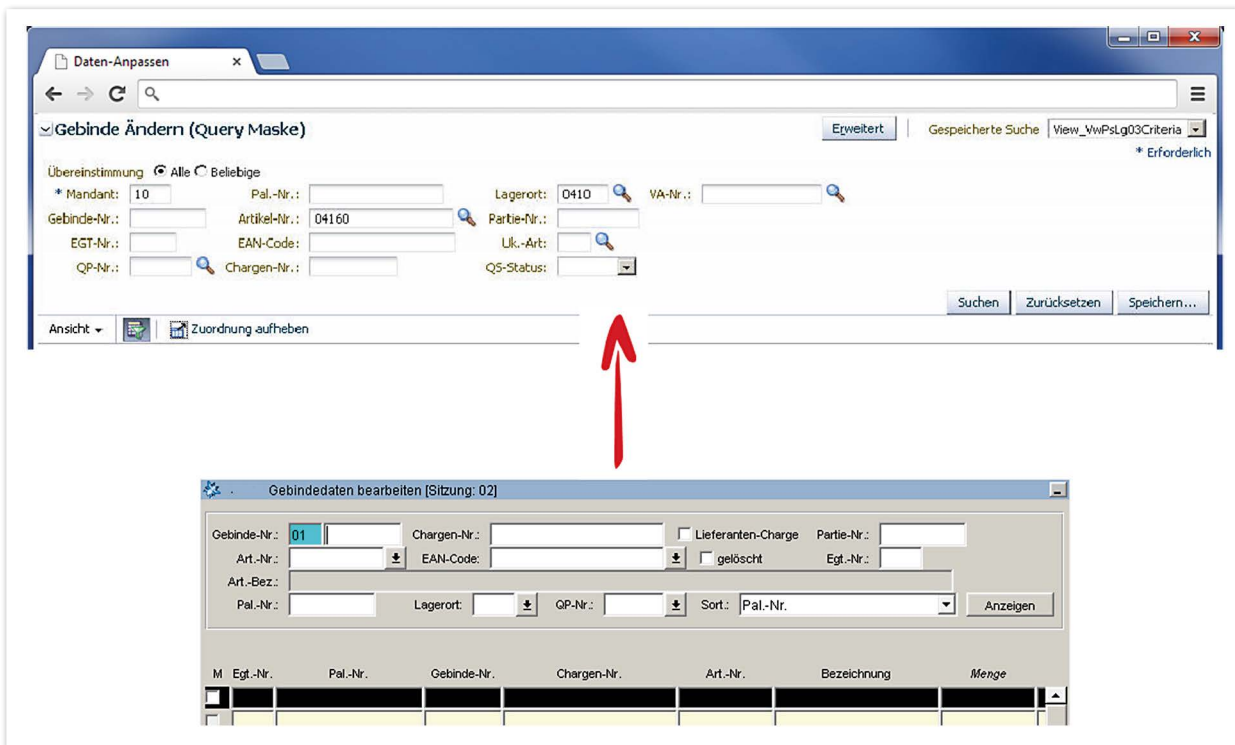 Daten-Anpassen
Gebinde Ändern (Query Maske) Erweitert Gespeicherte Suche View_VwPsLg03Criteria
* Erforderlich
Übereinstimmung Alle Beliebige
* Mandant: 10 Pal.-Nr.: Lagerort: 0410 VA-Nr.:
Gebinde-Nr.: Artikel-Nr.: 04160 Partie-Nr.:
EGT-Nr.: EAN-Code: Uk.-Art:
QP-Nr.: Chargen-Nr.: QS-Status:
Suchen Zurücksetzen Speichern...
Ansicht Zuordnung aufheben
Gebindedaten bearbeiten [Sitzung: 02]
Gebinde-Nr.: 01 Chargen-Nr.: Lieferanten-Charge Partie-Nr.:
Art.-Nr.: EAN-Code: gelöscht Egt.-Nr.:
Art.-Bez.:
Pal.-Nr.: Lagerort: QP-Nr.: Sort.: Pal.-Nr. Anzeigen
M Egt.-Nr. Pal.-Nr. Gebinde-Nr. Chargen-Nr. Art.-Nr. Bezeichnung Menge